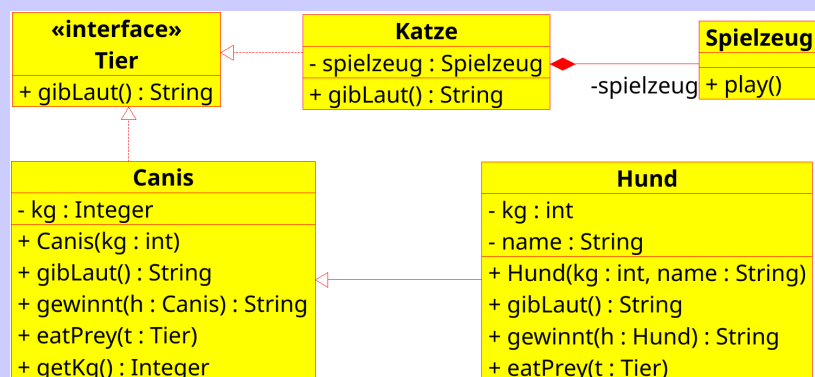 «interface»
Tier
+ gibLaut() : String
Katze
- spielzeug : Spielzeug
+ gibLaut() : String
-spielzeug
Spielzeug
+ play()
Canis
- kg : Integer
+ Canis(kg : int)
+ gibLaut() : String
+ gewinnt(h : Canis) : String
+ eatPrey(t : Tier)
+ getKg() : Integer
Hund
- kg : int
- name : String
+ Hund(kg : int, name : String)
+ gibLaut() : String
+ gewinnt(h : Hund) : String
+ eatPrey(t : Tier)